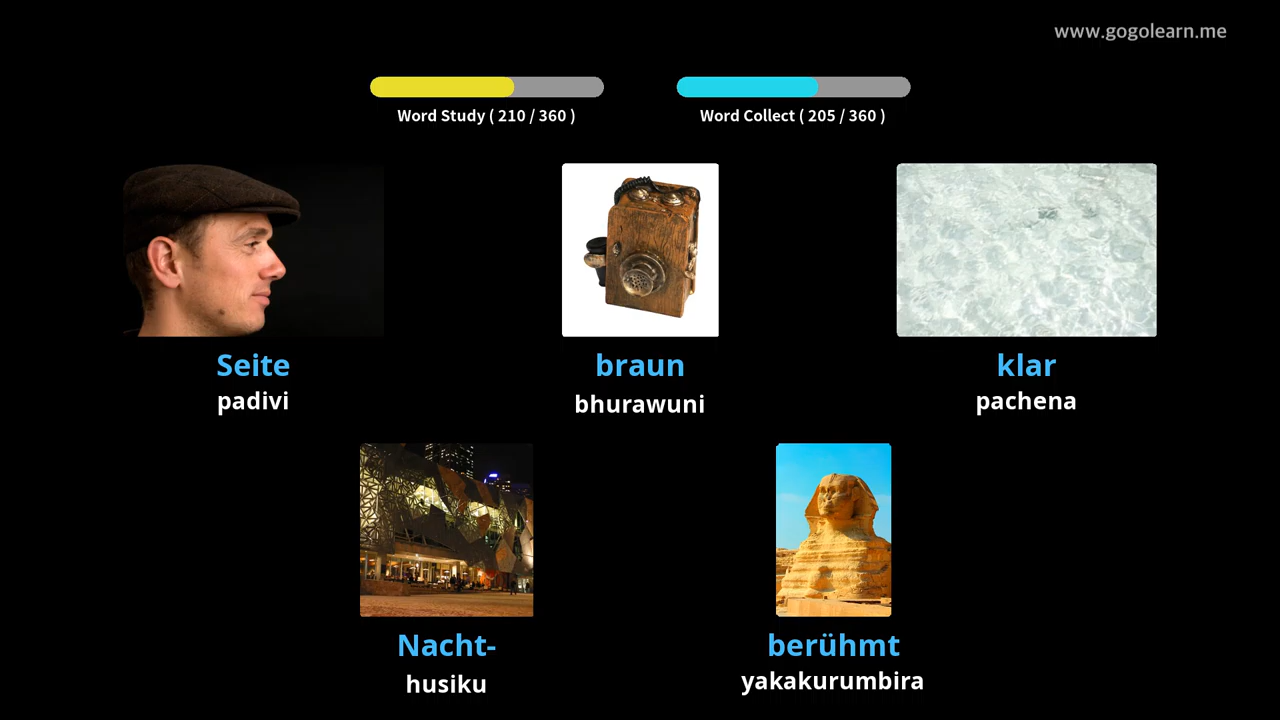 www.gogolearn.me
Word Study ( 210 / 360 )
Word Collect ( 205 / 360 )
Seite
padivi
braun
bhurawuni
klar
pachena
Nacht-
husiku
berühmt
yakakurumbira